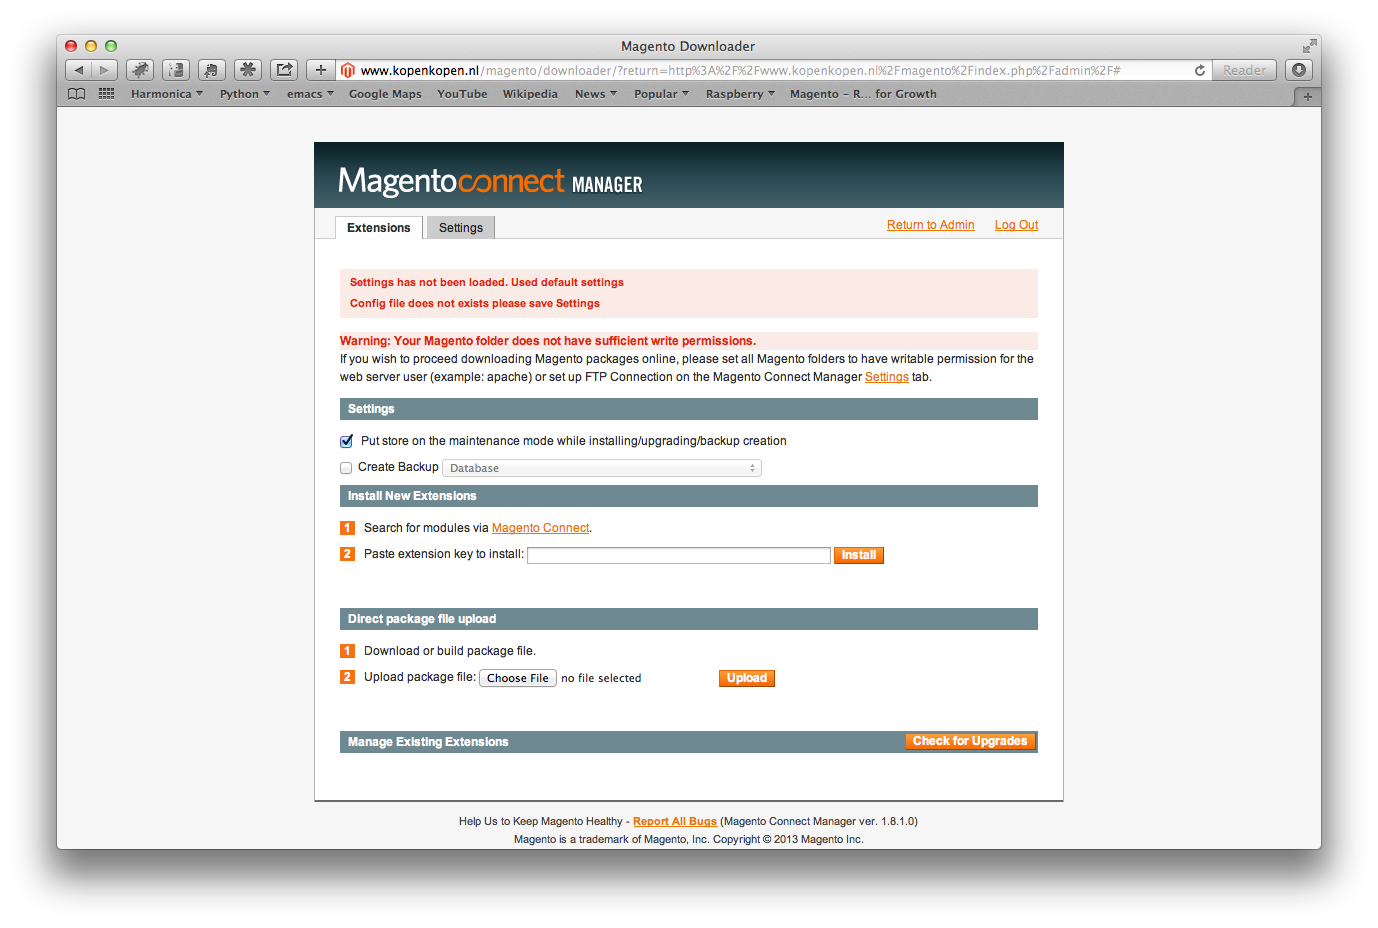 Magento Downloader
www.kopenkopen.nl/magento/downloader/?return=http%3A%2F%2Fwww.kopenkopen.nl%2Fmagento%2Findex.php%2Fadmin%2F# Reader
Harmonica Python emacs Google Maps YouTube Wikipedia News Popular Raspberry Magento – R... for Growth
Magentoconnect MANAGER
Extensions Settings Return to Admin Log Out
Settings has not been loaded. Used default settings
Config file does not exists please save Settings
Warning: Your Magento folder does not have sufficient write permissions.
If you wish to proceed downloading Magento packages online, please set all Magento folders to have writable permission for the
web server user (example: apache) or set up FTP Connection on the Magento Connect Manager Settings tab.
Settings
Put store on the maintenance mode while installing/upgrading/backup creation
Create Backup Database
Install New Extensions
1 Search for modules via Magento Connect.
2 Paste extension key to install: Install
Direct package file upload
1 Download or build package file.
2 Upload package file: Choose File no file selected Upload
Manage Existing Extensions Check for Upgrades
Help Us to Keep Magento Healthy - Report All Bugs (Magento Connect Manager ver. 1.8.1.0)
Magento is a trademark of Magento, Inc. Copyright © 2013 Magento Inc.